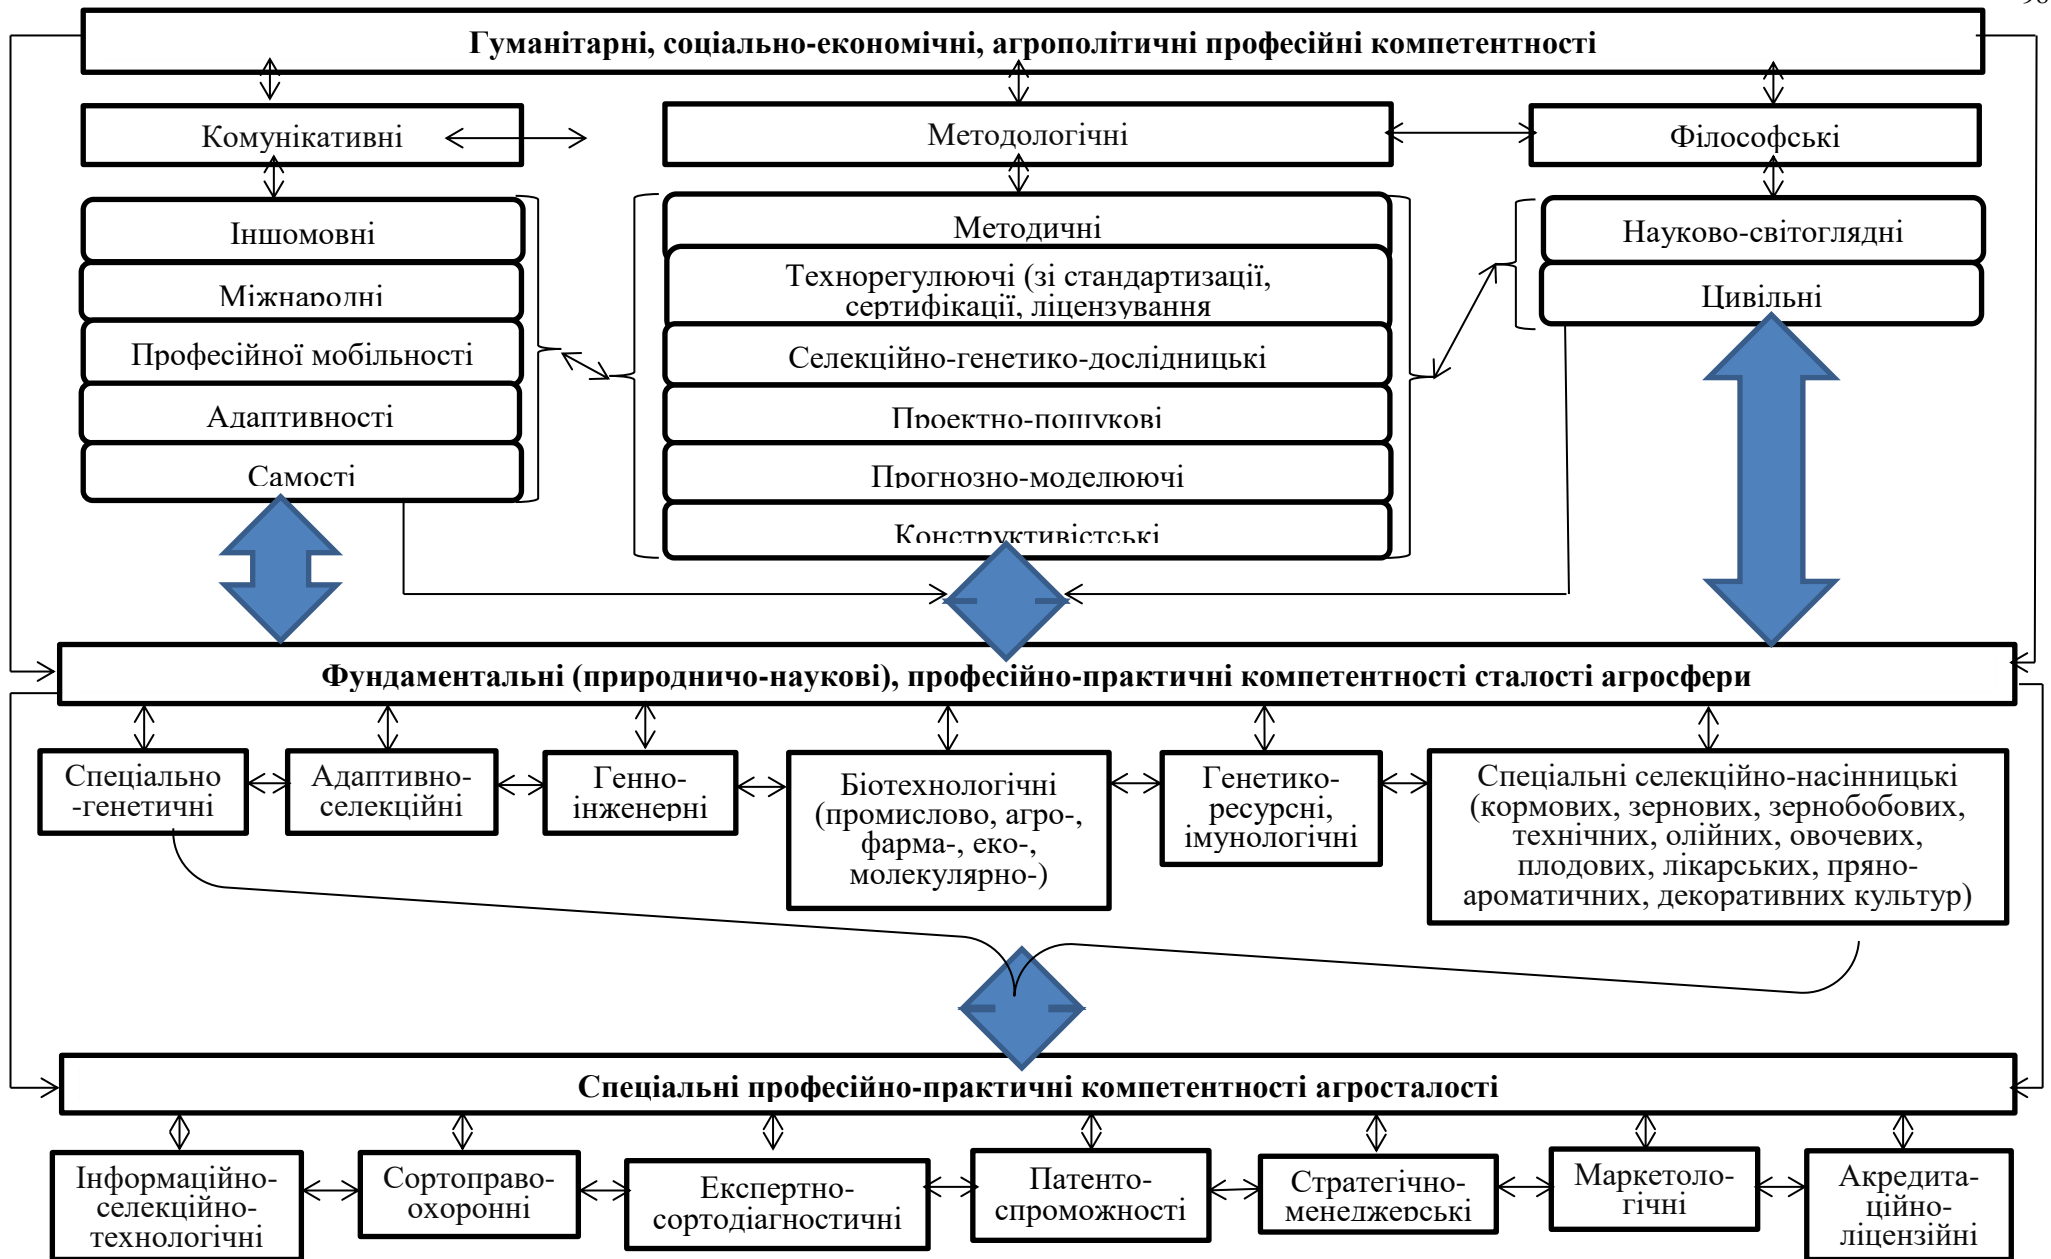 Гуманітарні, соціально-економічні, агрополітичні професійні компетентності
Комунікативні
Методологічні
Філософські
Іншомовні
Міжнародні
Професійної мобільності
Адаптивності
Самості
Методичні
Технорегулюючі (зі стандартизації,
сертифікації, ліцензування
Селекційно-генетико-дослідницькі
Проектно-пошукові
Прогнозно-моделюючі
Конструктивістські
Науково-світоглядні
Цивільні
Фундаментальні (природничо-наукові), професійно-практичні компетентності сталості агросфери
Спеціально
-генетичні
Адаптивно-
селекційні
Генно-
інженерні
Біотехнологічні
(промислово, агро-,
фарма-, еко-,
молекулярно-)
Генетико-
ресурсні,
імунологічні
Спеціальні селекційно-насінницькі
(кормових, зернових, зернобобових,
технічних, олійних, овочевих,
плодових, лікарських, пряно-
ароматичних, декоративних культур)
Спеціальні професійно-практичні компетентності агросталості
Інформаційно-
селекційно-
технологічні
Сортоправо-
охоронні
Експертно-
сортодіагностичні
Патенто-
спроможності
Стратегічно-
менеджерські
Маркетоло-
гічні
Акредита-
ційно-
ліцензійні